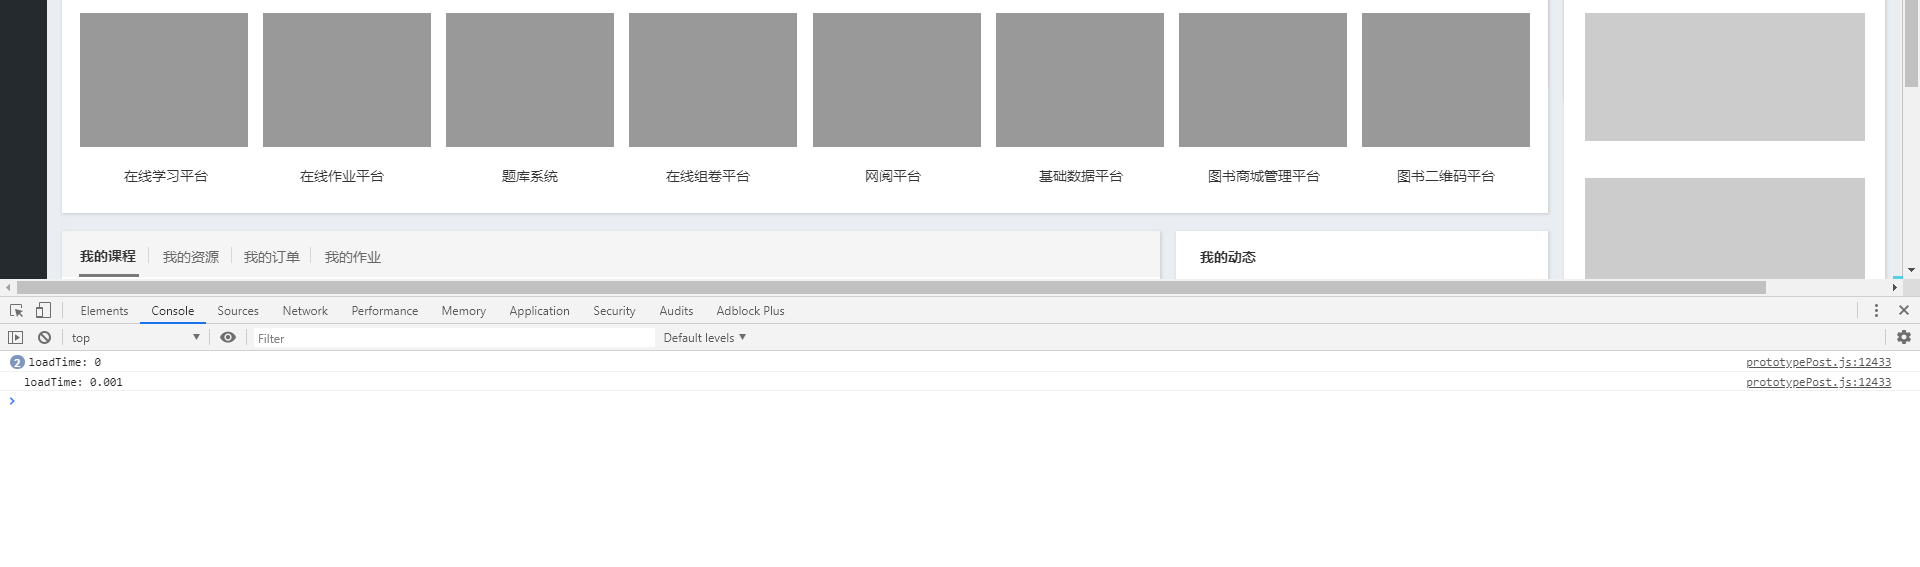 在线学习平台 在线作业平台 题库系统 在线组卷平台 网阅平台 基础数据平台 图书商城管理平台 图书二维码平台
我的课程 我的资源 我的订单 我的作业 我的动态
Elements Console Sources Network Performance Memory Application Security Audits Adblock Plus
top Filter Default levels
2 loadTime: 0 prototypePost.js:12433
loadTime: 0.001 prototypePost.js:12433